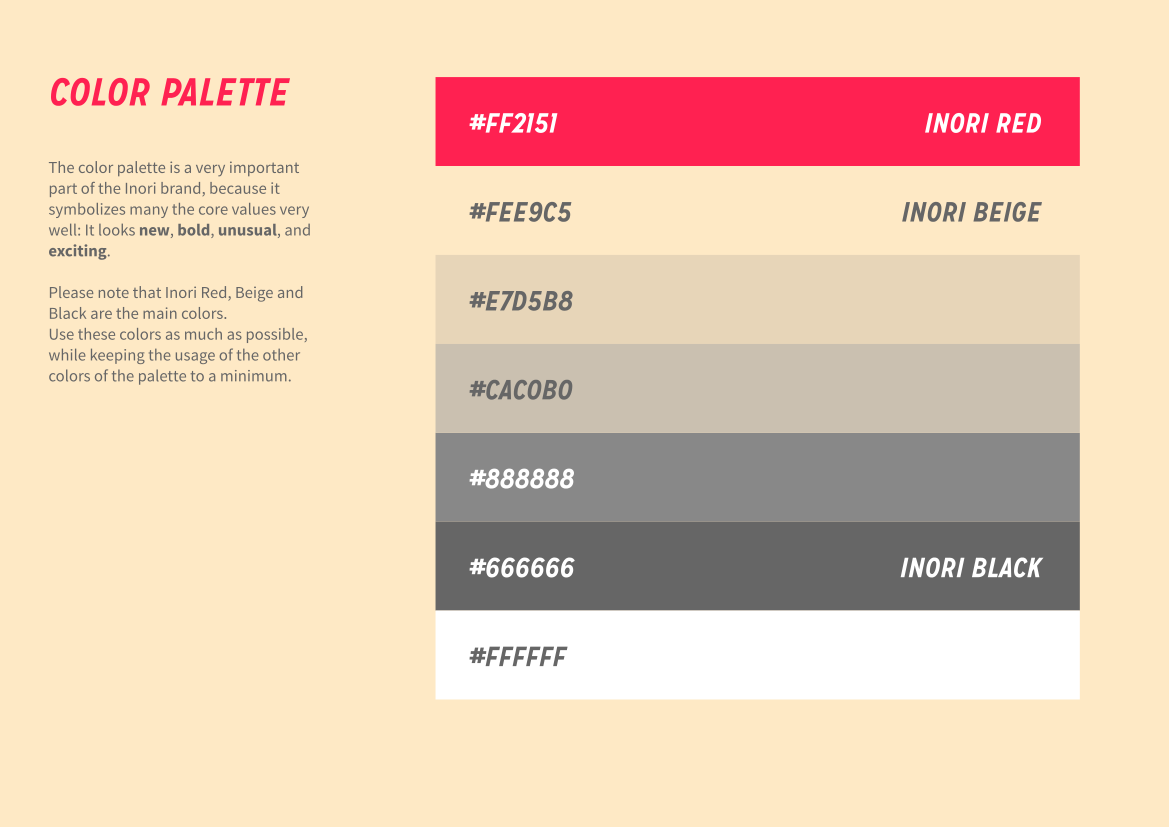 COLOR PALETTE
The color palette is a very important
part of the Inori brand, because it
symbolizes many the core values very
well: It looks new, bold, unusual, and
exciting.
Please note that Inori Red, Beige and
Black are the main colors.
Use these colors as much as possible,
while keeping the usage of the other
colors of the palette to a minimum.
#FF2151 INORI RED
#FEE9C5 INORI BEIGE
#E7D5B8
#CAC0B0
#888888
#666666 INORI BLACK
#FFFFFF